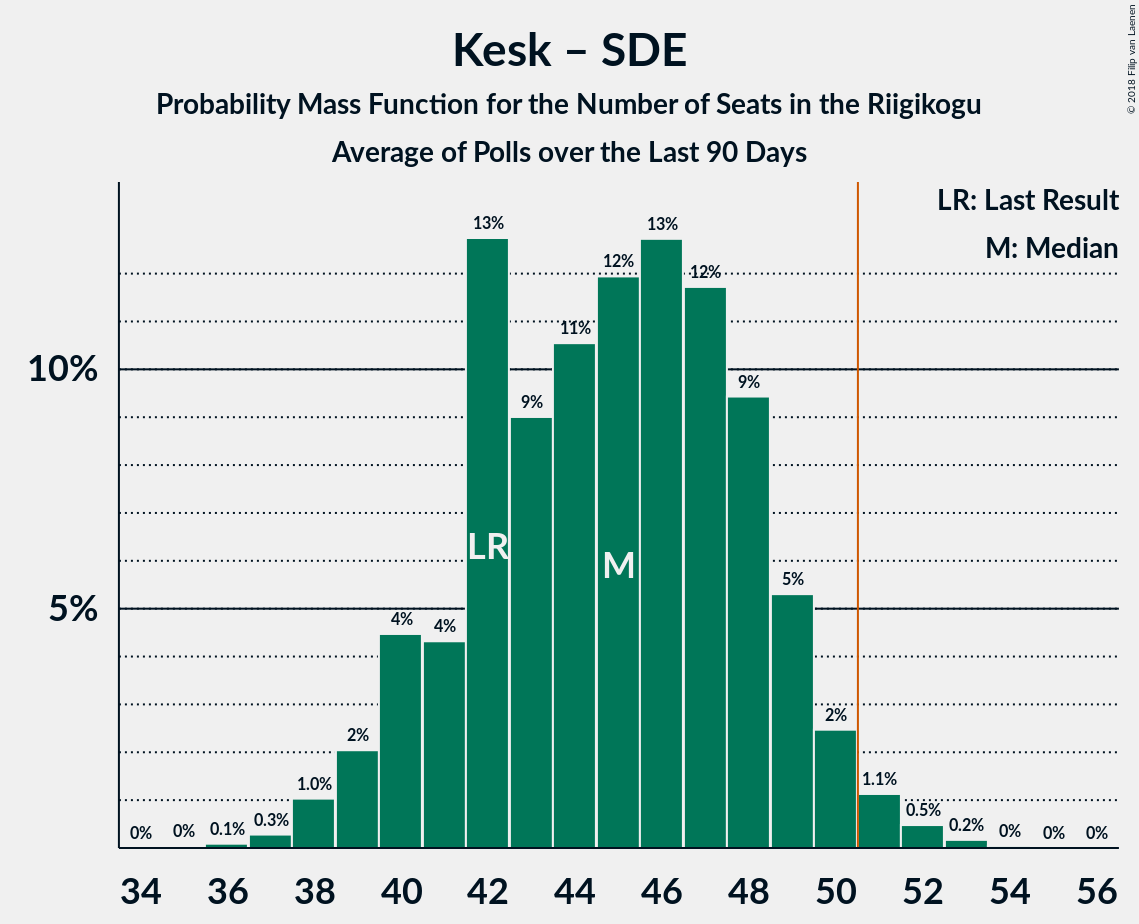 Kesk – SDE
Probability Mass Function for the Number of Seats in the Riigikogu
Average of Polls over the Last 90 Days
© 2018 Filip van Laenen
LR: Last Result
M: Median
10%
5%
0%
0%
0.1%
0.3%
1.0%
2%
4%
4%
13%
9%
11%
12%
13%
12%
9%
5%
2%
1.1%
0.5%
0.2%
0%
0%
0%
LR
M
34 36 38 40 42 44 46 48 50 52 54 56